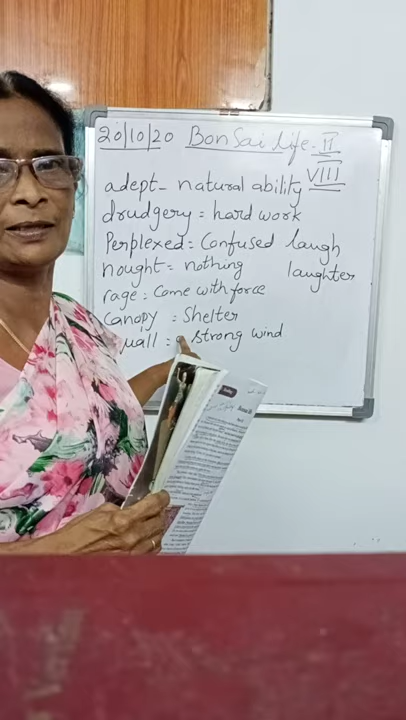 20/10/20 BonSai life - II
VIII
adept - natural ability
drudgery = hard work
Perplexed = Confused laugh
nought = nothing laughter
rage = Come with force
canopy = Shelter
uall = strong wind